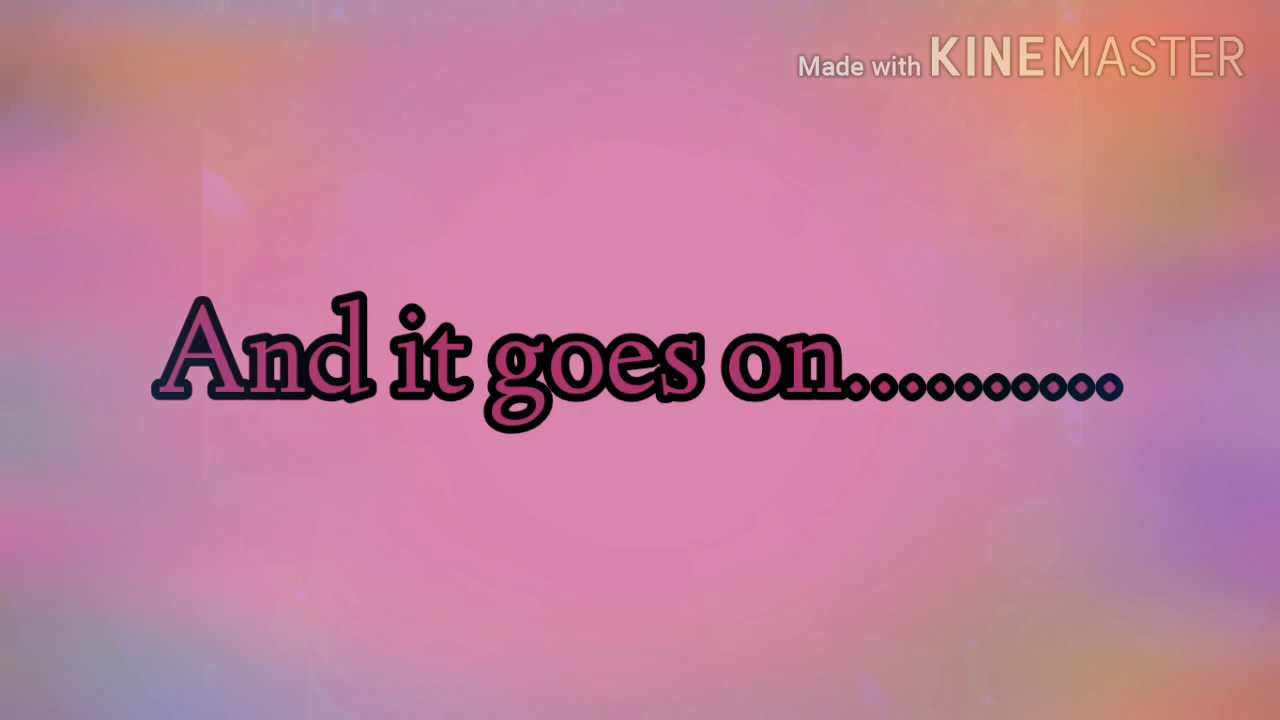 Made with KINEMASTER
And it goes on..........